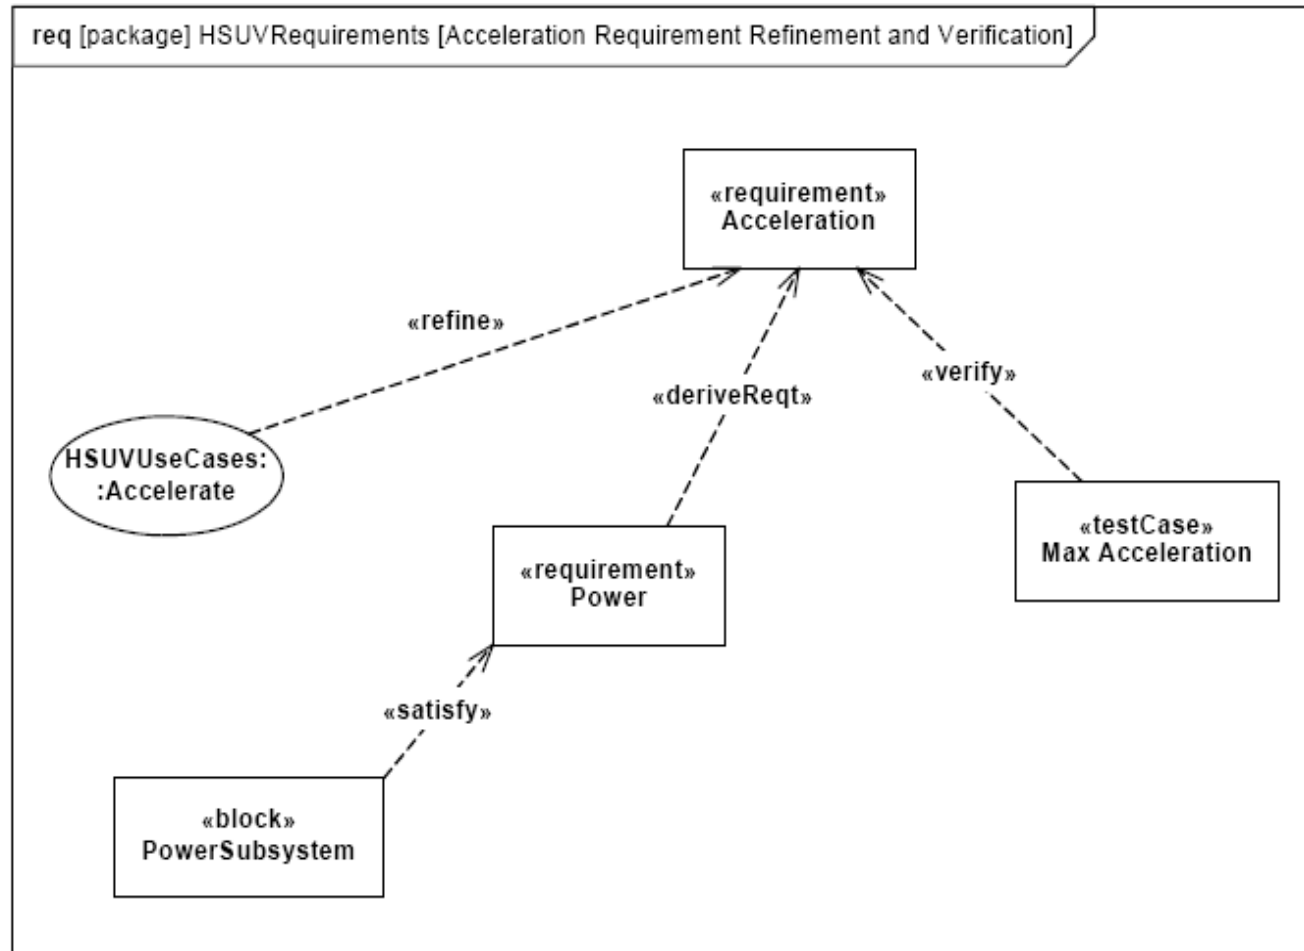 req [package] HSUVRequirements [Acceleration Requirement Refinement and Verification]
«requirement»
Acceleration
«refine»
«verify»
«deriveReqt»
HSUVUseCases:
:Accelerate
«testCase»
Max Acceleration
«requirement»
Power
«satisfy»
«block»
PowerSubsystem